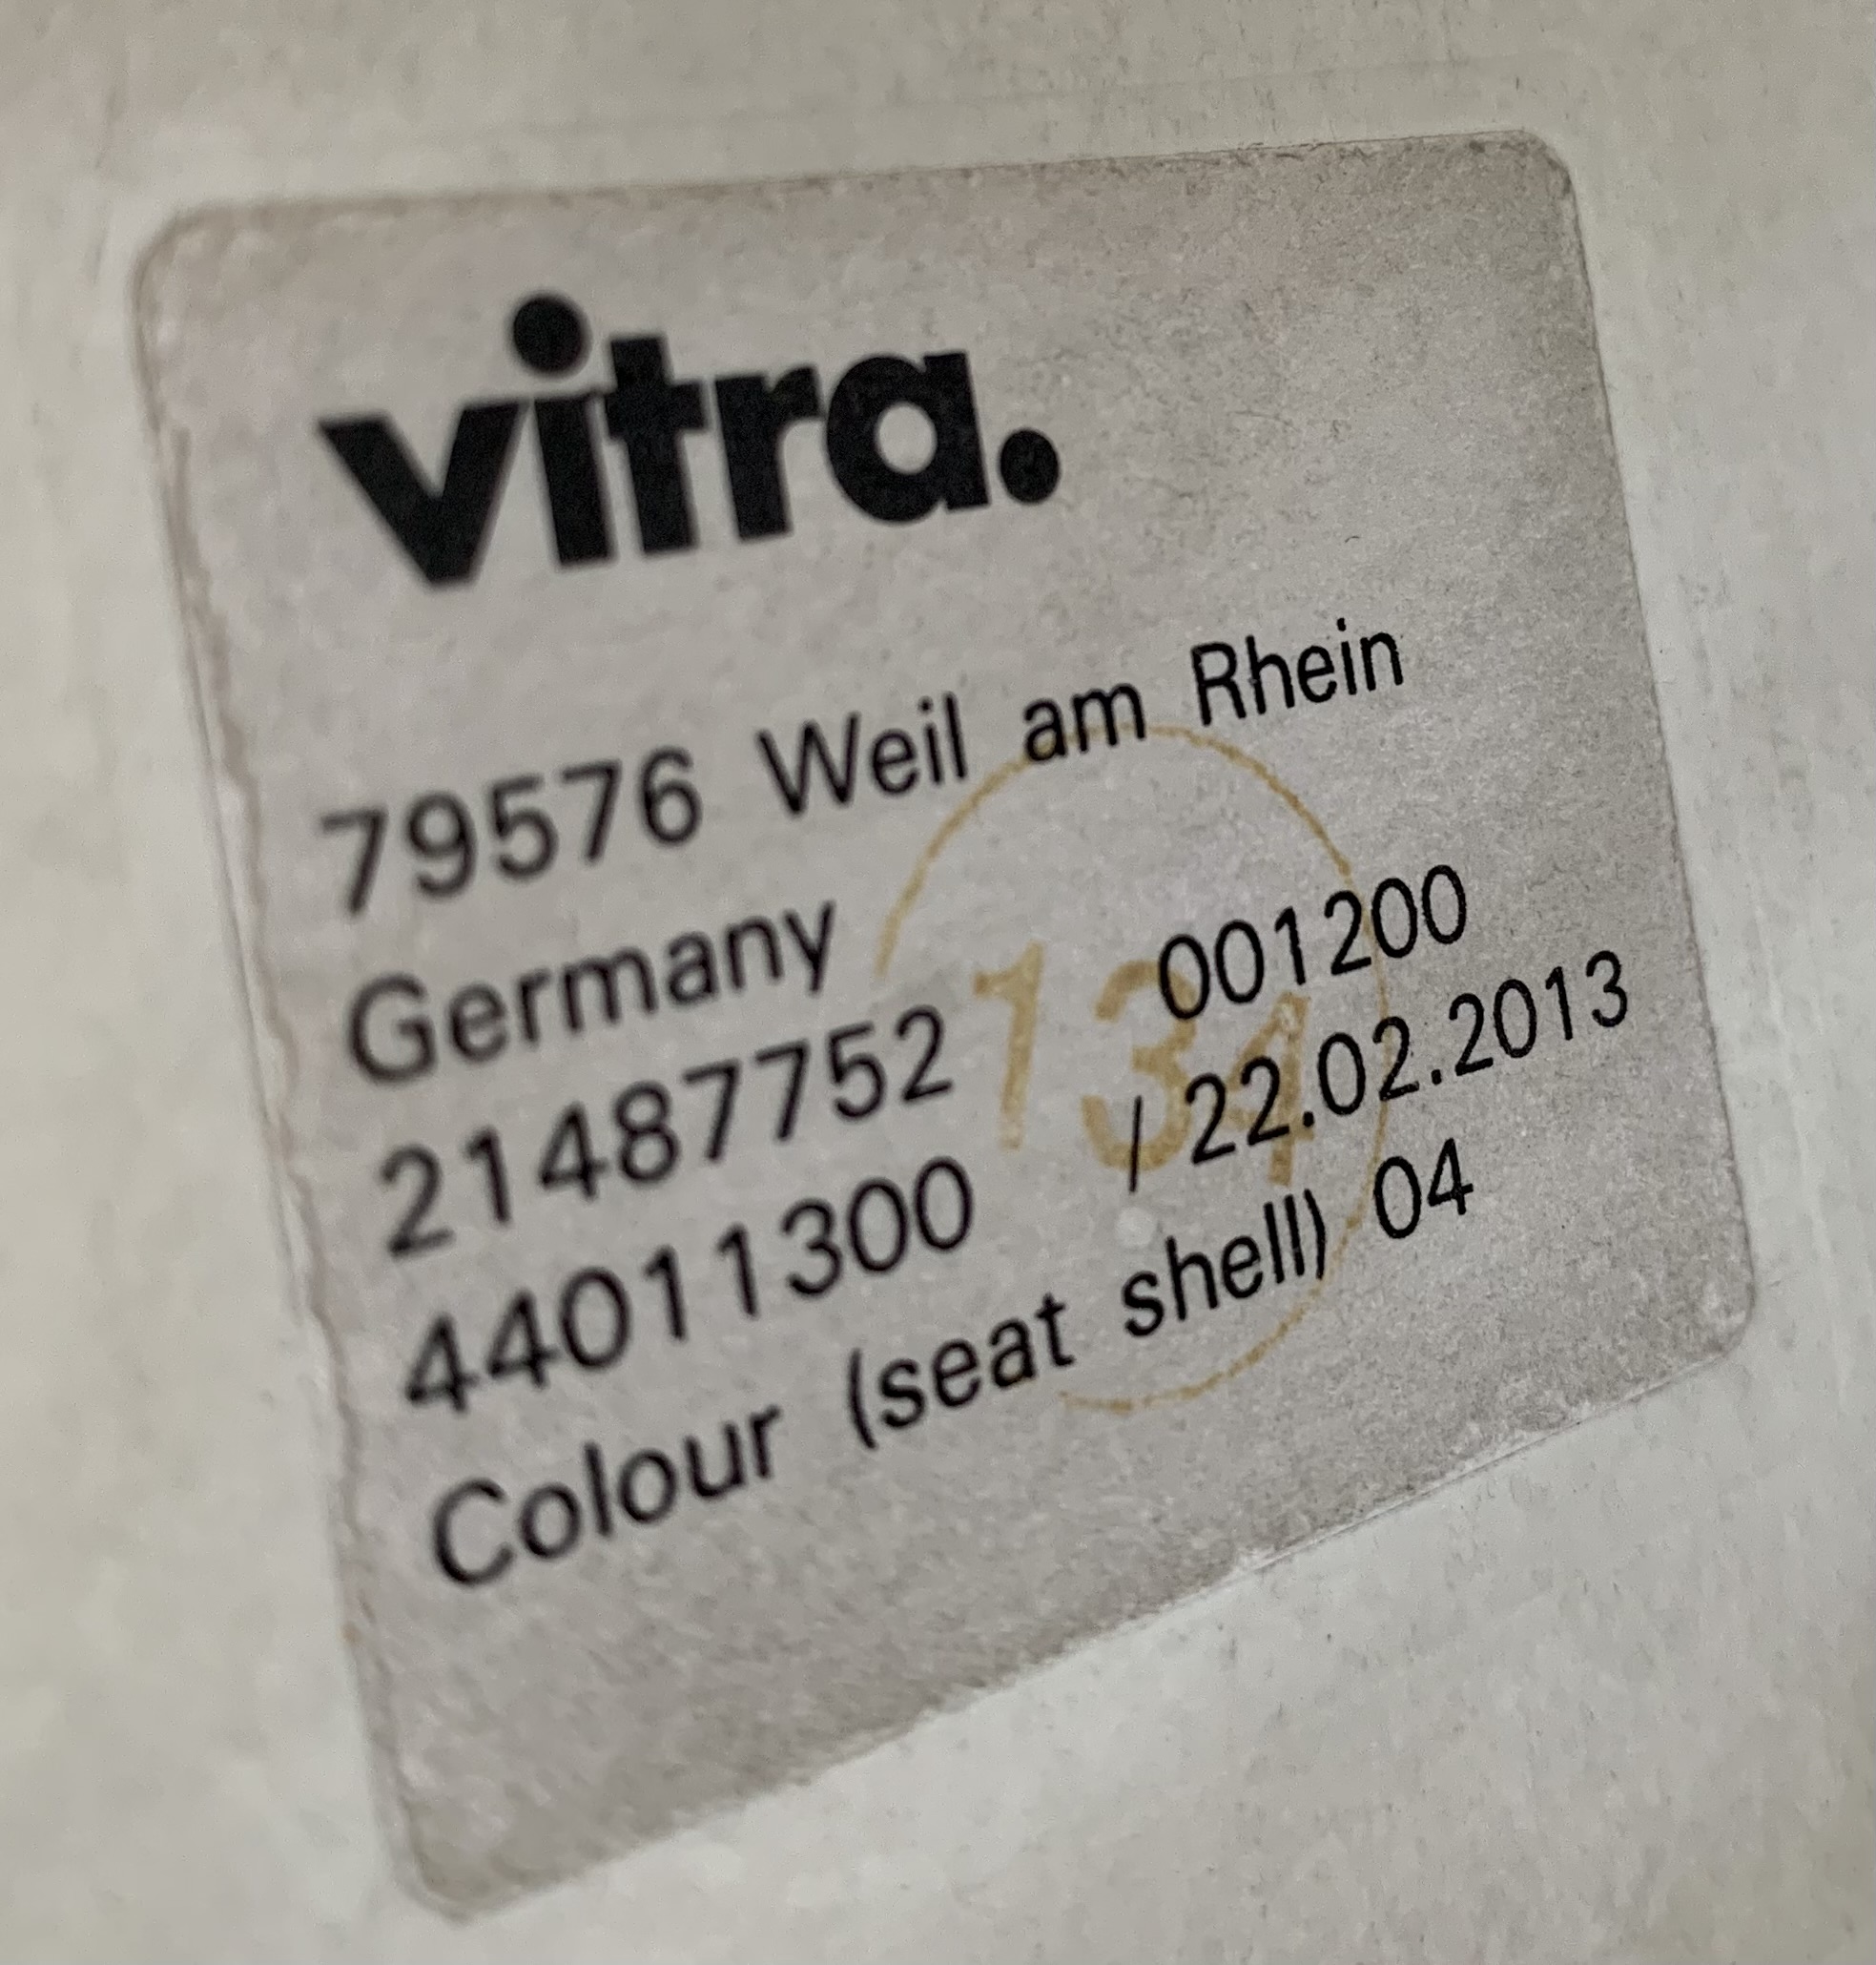 vitra.
79576 Weil am Rhein
Germany
21487752 001200
44011300 / 22.02.2013
Colour (seat shell) 04
134